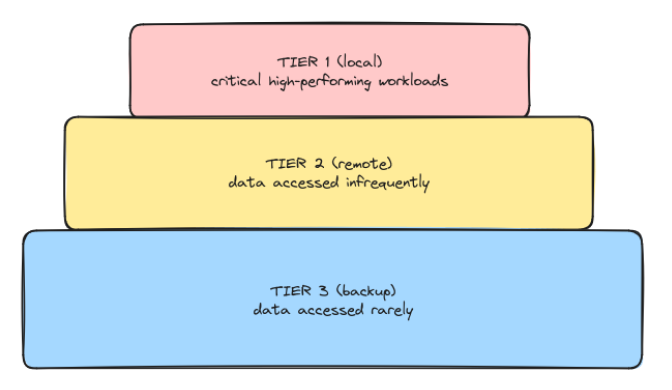 TIER 1 (local)
critical high-performing workloads
TIER 2 (remote)
data accessed infrequently
TIER 3 (backup)
data accessed rarely